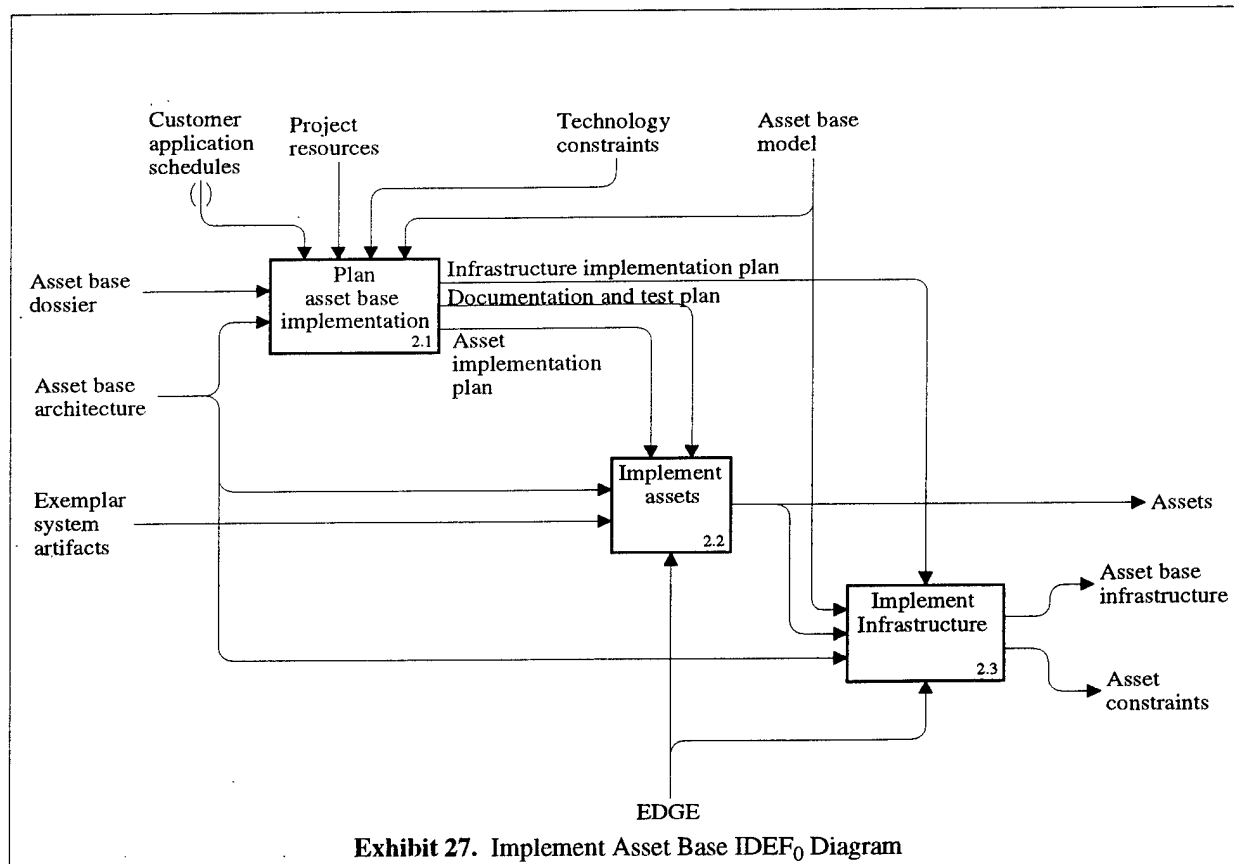 Customer
application
schedules
( )
Project
resources
Technology
constraints
Asset base
model
Asset base
dossier
Plan
asset base
implementation
2.1
Infrastructure implementation plan
Documentation and test plan
Asset
implementation
plan
Asset base
architecture
Exemplar
system
artifacts
Implement
assets
2.2
Assets
Implement
Infrastructure
2.3
Asset base
infrastructure
Asset
constraints
EDGE
Exhibit 27. Implement Asset Base IDEF0 Diagram